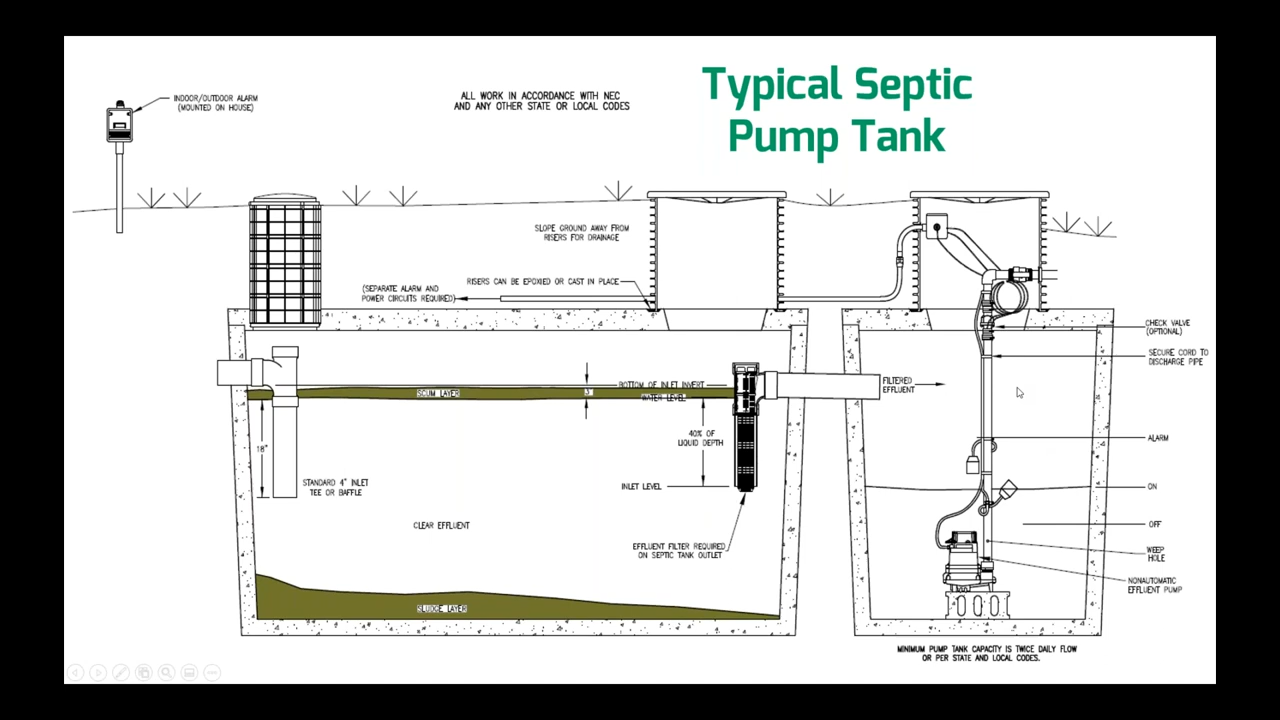 Typical Septic
Pump Tank
INDOOR/OUTDOOR ALARM
(MOUNTED ON HOUSE)
ALL WORK IN ACCORDANCE WITH NEC
AND ANY OTHER STATE OR LOCAL CODES
SLOPE GROUND AWAY FROM
RISERS FOR DRAINAGE
RISERS CAN BE EPOXIED OR CAST IN PLACE
(SEPARATE ALARM AND
POWER CIRCUITS REQUIRED)
CHECK VALVE
(OPTIONAL)
SECURE CORD TO
DISCHARGE PIPE
BOTTOM OF INLET INVERT
SCUM LAYER
3"
WATER LEVEL
FILTERED
EFFLUENT
40% OF
LIQUID DEPTH
ALARM
18"
STANDARD 4" INLET
TEE OR BAFFLE
INLET LEVEL
ON
CLEAR EFFLUENT
OFF
EFFLUENT FILTER REQUIRED
ON SEPTIC TANK OUTLET
WEEP
HOLE
NONAUTOMATIC
EFFLUENT PUMP
SLUDGE LAYER
MINIMUM PUMP TANK CAPACITY IS TWICE DAILY FLOW
OR PER STATE AND LOCAL CODES.